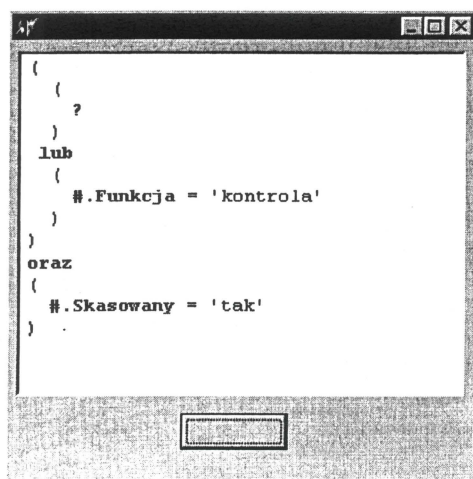 (
(
?
)
lub
(
#.Funkcja = 'kontrola'
)
)
oraz
(
#.Skasowany = 'tak'
)